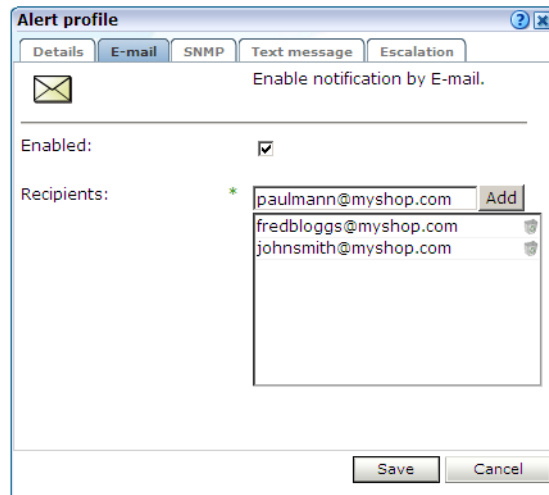 Alert profile ? x
Details E-mail SNMP Text message Escalation
Enable notification by E-mail.
Enabled:
Recipients: * paulmann@myshop.com Add
fredbloggs@myshop.com
johnsmith@myshop.com
Save Cancel